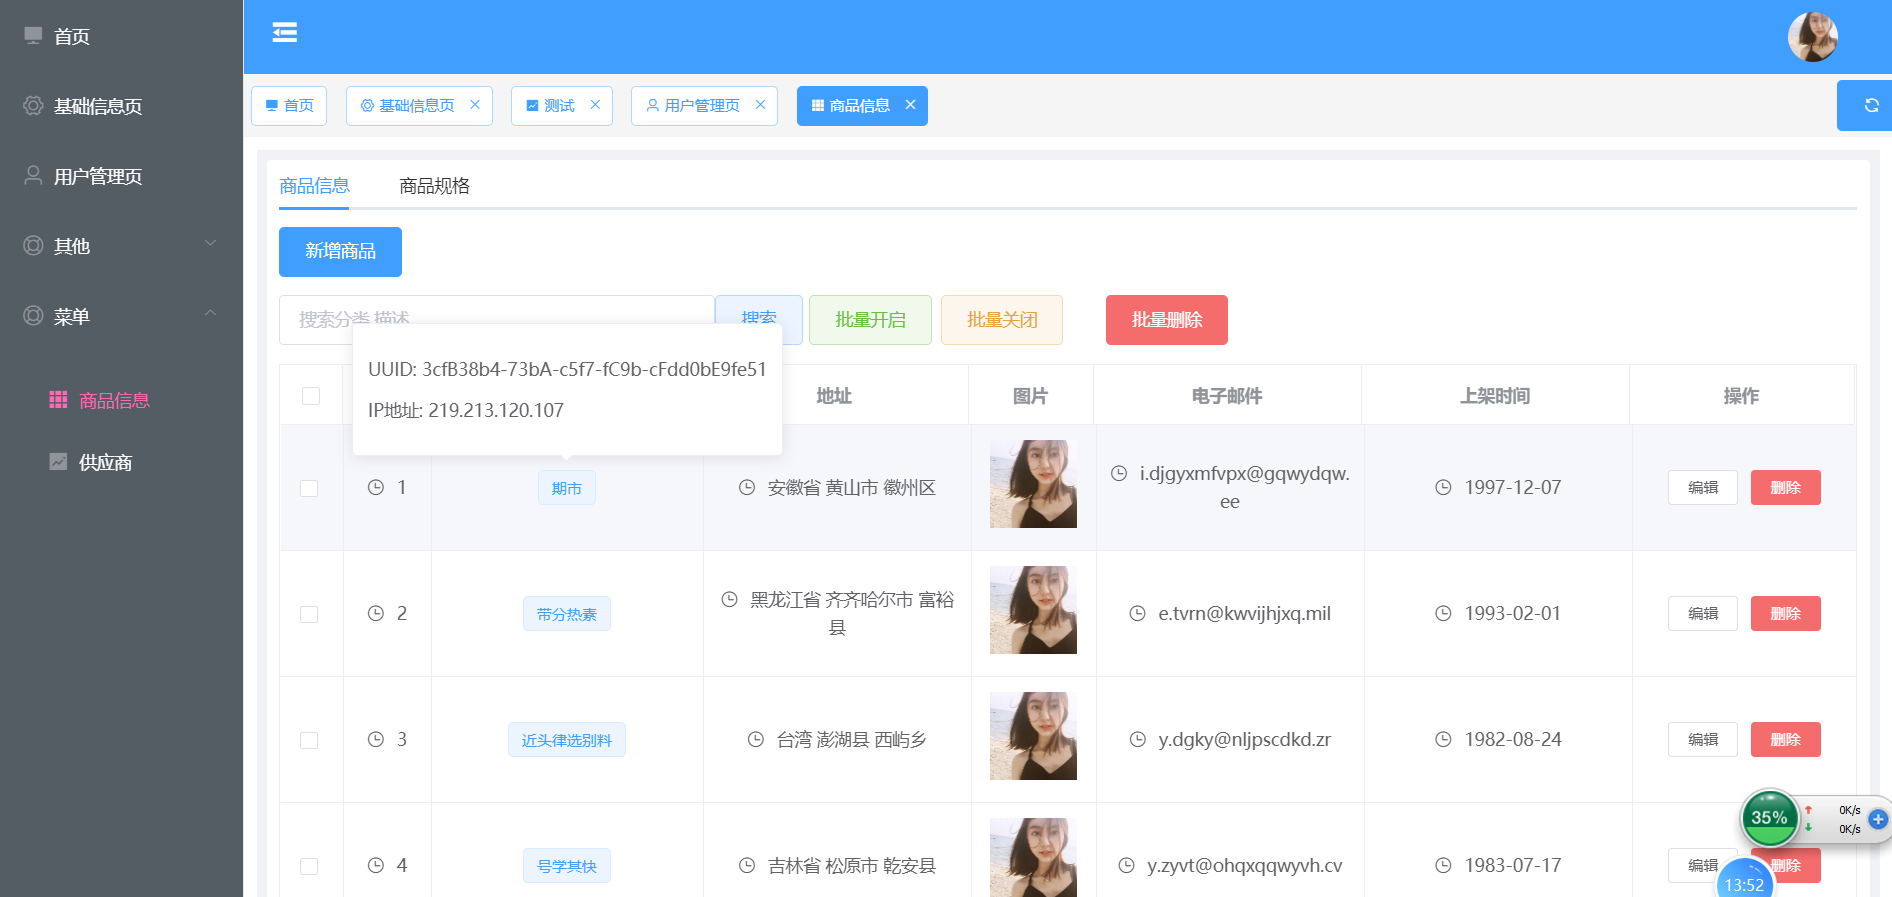 首页
基础信息页
用户管理页
其他
菜单
商品信息
供应商
首页
基础信息页
测试
用户管理页
商品信息
商品信息
商品规格
新增商品
搜索分类 描述
搜索
批量开启
批量关闭
批量删除
UUID: 3cfB38b4-73bA-c5f7-fC9b-cFdd0bE9fe51
IP地址: 219.213.120.107
地址
图片
电子邮件
上架时间
操作
1
期市
安徽省 黄山市 徽州区
i.djgyxmfvpx@gqwydqw.
ee
1997-12-07
编辑
删除
2
带分热素
黑龙江省 齐齐哈尔市 富裕
县
e.tvrn@kwvijhjxq.mil
1993-02-01
编辑
删除
3
近头律选别料
台湾 澎湖县 西屿乡
y.dgky@nljpscdkd.zr
1982-08-24
编辑
删除
4
号学其快
吉林省 松原市 乾安县
y.zyvt@ohqxqqwyvh.cv
1983-07-17
编辑
删除
35%
0K/s
0K/s
13:52